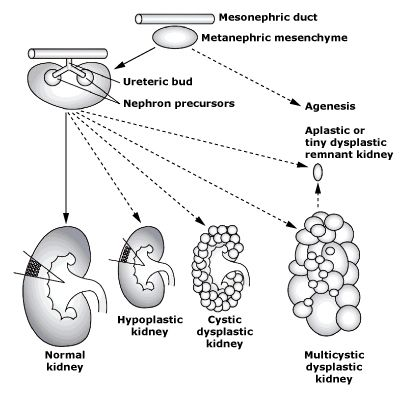 Mesonephric duct
Metanephric mesenchyme
Ureteric bud
Nephron precursors
Agenesis
Aplastic or
tiny dysplastic
remnant kidney
Normal
kidney
Hypoplastic
kidney
Cystic
dysplastic
kidney
Multicystic
dysplastic
kidney